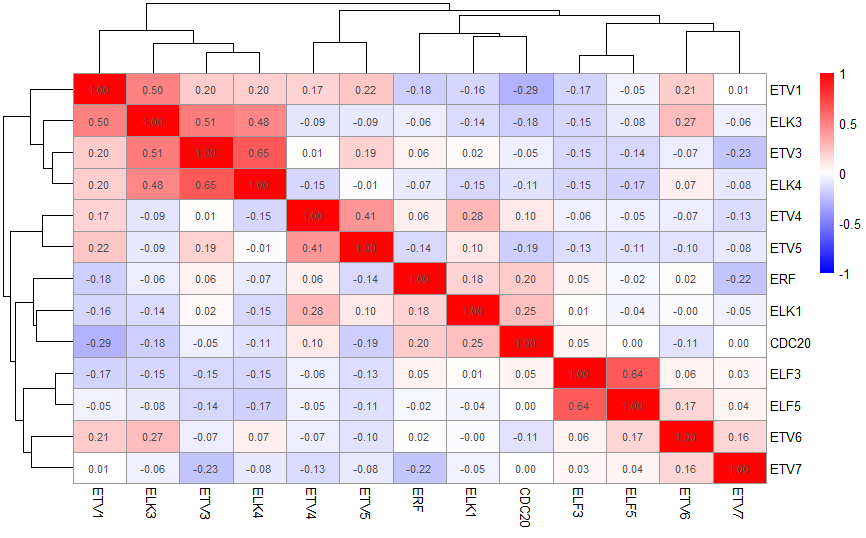 1.00 0.50 0.20 0.20 0.17 0.22 -0.18 -0.16 -0.29 -0.17 -0.05 0.21 0.01 ETV1
0.50 1.00 0.51 0.48 -0.09 -0.09 -0.06 -0.14 -0.18 -0.15 -0.08 0.27 -0.06 ELK3
0.20 0.51 1.00 0.65 0.01 0.19 0.06 0.02 -0.05 -0.15 -0.14 -0.07 -0.23 ETV3
0.20 0.48 0.65 1.00 -0.15 -0.01 -0.07 -0.15 -0.11 -0.15 -0.17 0.07 -0.08 ELK4
0.17 -0.09 0.01 -0.15 1.00 0.41 0.06 0.28 0.10 -0.06 -0.05 -0.07 -0.13 ETV4
0.22 -0.09 0.19 -0.01 0.41 1.00 -0.14 0.10 -0.19 -0.13 -0.11 -0.10 -0.08 ETV5
-0.18 -0.06 0.06 -0.07 0.06 -0.14 1.00 0.18 0.20 0.05 -0.02 0.02 -0.22 ERF
-0.16 -0.14 0.02 -0.15 0.28 0.10 0.18 1.00 0.25 0.01 -0.04 -0.00 -0.05 ELK1
-0.29 -0.18 -0.05 -0.11 0.10 -0.19 0.20 0.25 1.00 0.05 0.00 -0.11 0.00 CDC20
-0.17 -0.15 -0.15 -0.15 -0.06 -0.13 0.05 0.01 0.05 1.00 0.64 0.06 0.03 ELF3
-0.05 -0.08 -0.14 -0.17 -0.05 -0.11 -0.02 -0.04 0.00 0.64 1.00 0.17 0.04 ELF5
0.21 0.27 -0.07 0.07 -0.07 -0.10 0.02 -0.00 -0.11 0.06 0.17 1.00 0.16 ETV6
0.01 -0.06 -0.23 -0.08 -0.13 -0.08 -0.22 -0.05 0.00 0.03 0.04 0.16 1.00 ETV7
ETV1 ELK3 ETV3 ELK4 ETV4 ETV5 ERF ELK1 CDC20 ELF3 ELF5 ETV6 ETV7
1
0.5
0
-0.5
-1